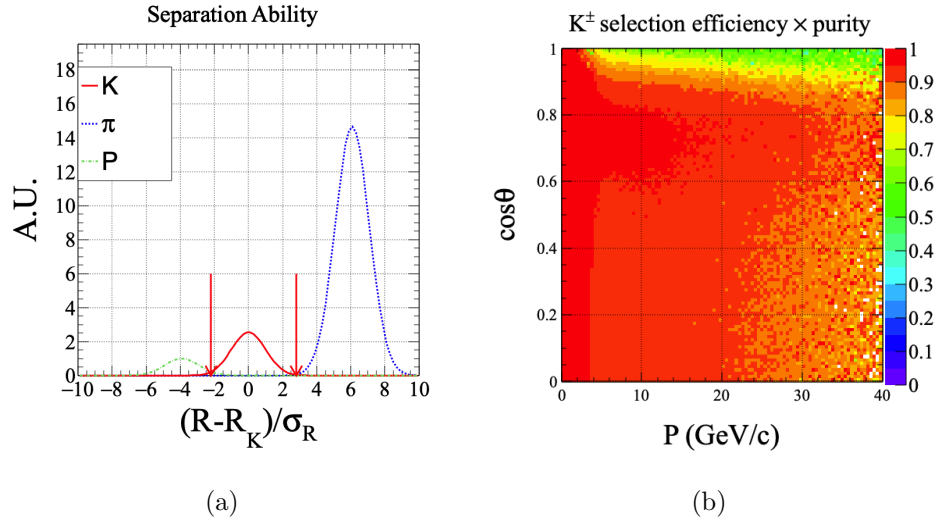 Separation Ability
18
16
14
12
10
8
6
4
2
0
K
π
P
A.U.
−10 −8 −6 −4 −2 0 2 4 6 8 10
(R-R_K)/σ_R
(a)
K± selection efficiency × purity
1
0.8
0.6
0.4
0.2
0
cosθ
0 10 20 30 40
P (GeV/c)
1
0.9
0.8
0.7
0.6
0.5
0.4
0.3
0.2
0.1
0
(b)